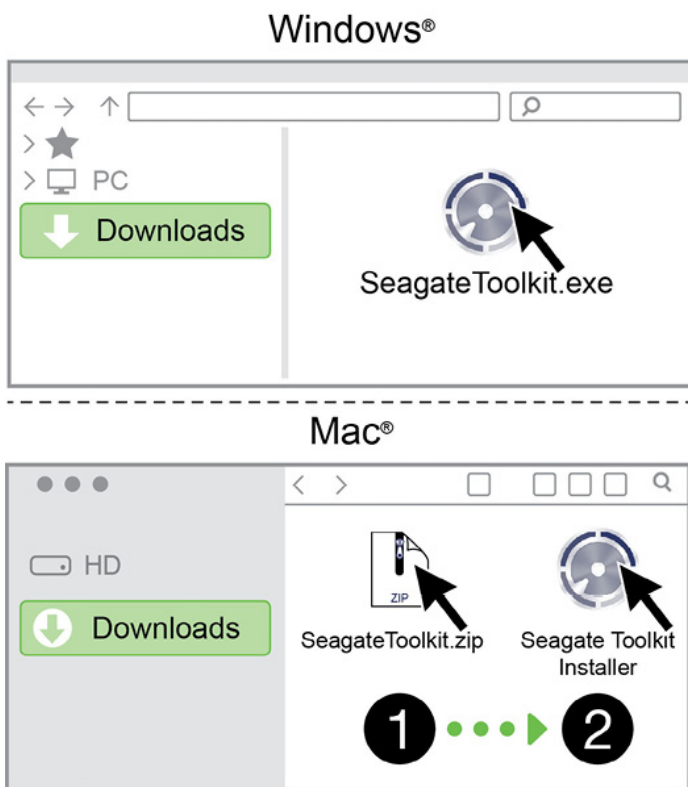 Windows®
PC
Downloads
SeagateToolkit.exe
Mac®
HD
Downloads
ZIP
SeagateToolkit.zip
Seagate Toolkit
Installer
1
2